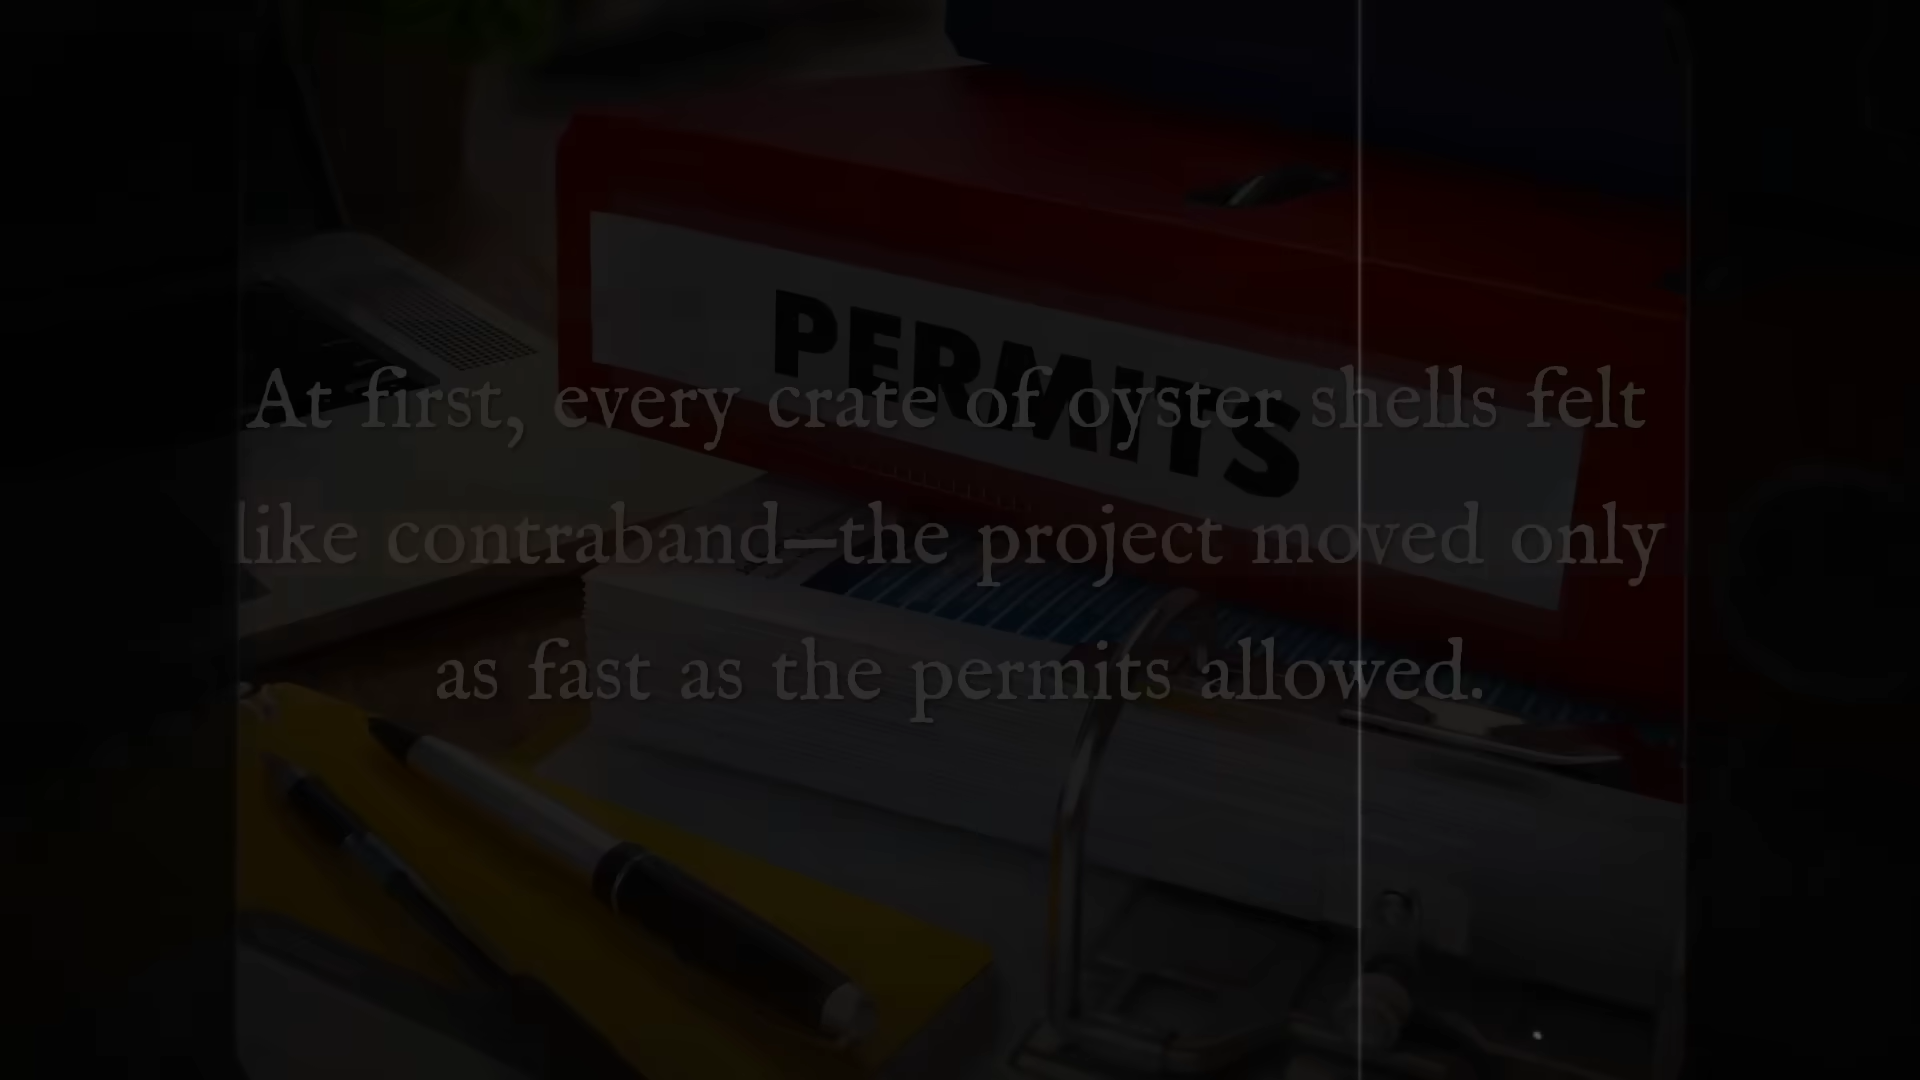 PERMITS
At first, every crate of oyster shells felt
like contraband—the project moved only
as fast as the permits allowed.